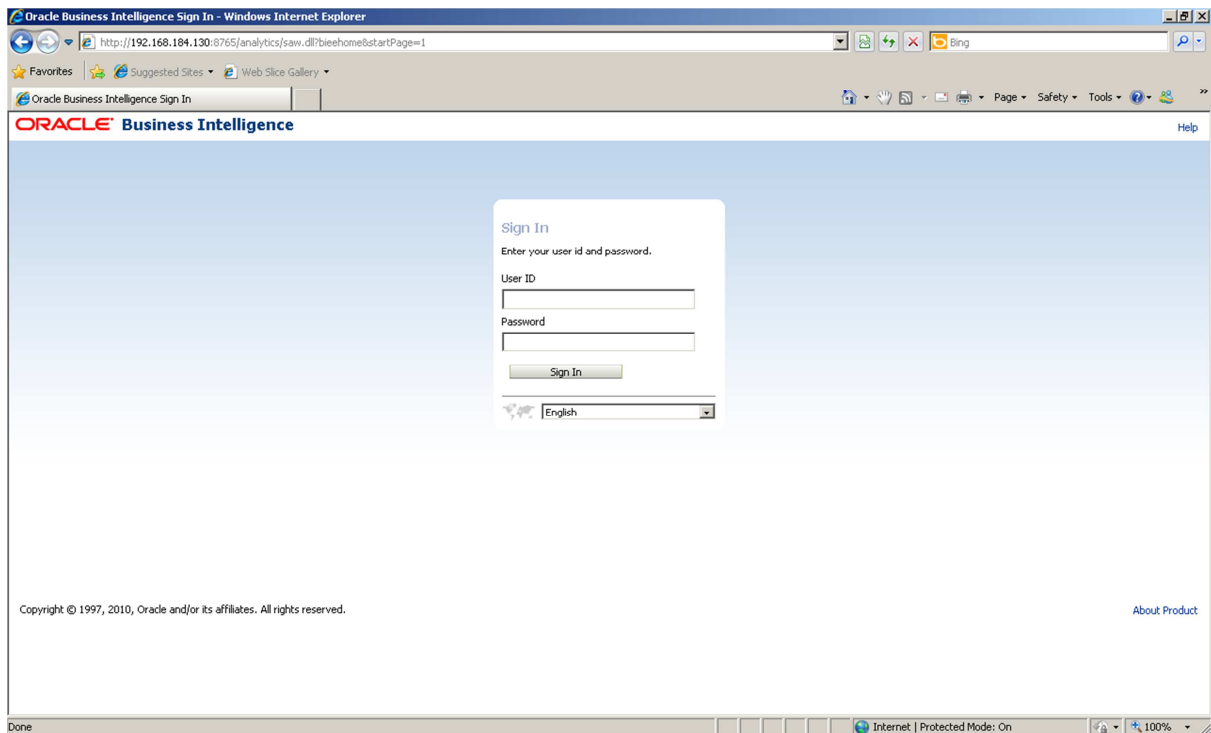 Oracle Business Intelligence Sign In - Windows Internet Explorer
http://192.168.184.130:8765/analytics/saw.dll?bieehome&startPage=1
Bing
Favorites Suggested Sites Web Slice Gallery
Oracle Business Intelligence Sign In
Page Safety Tools »
ORACLE Business Intelligence
Help
Sign In
Enter your user id and password.
User ID
Password
Sign In
English
Copyright © 1997, 2010, Oracle and/or its affiliates. All rights reserved.
About Product
Done
Internet | Protected Mode: On
100%